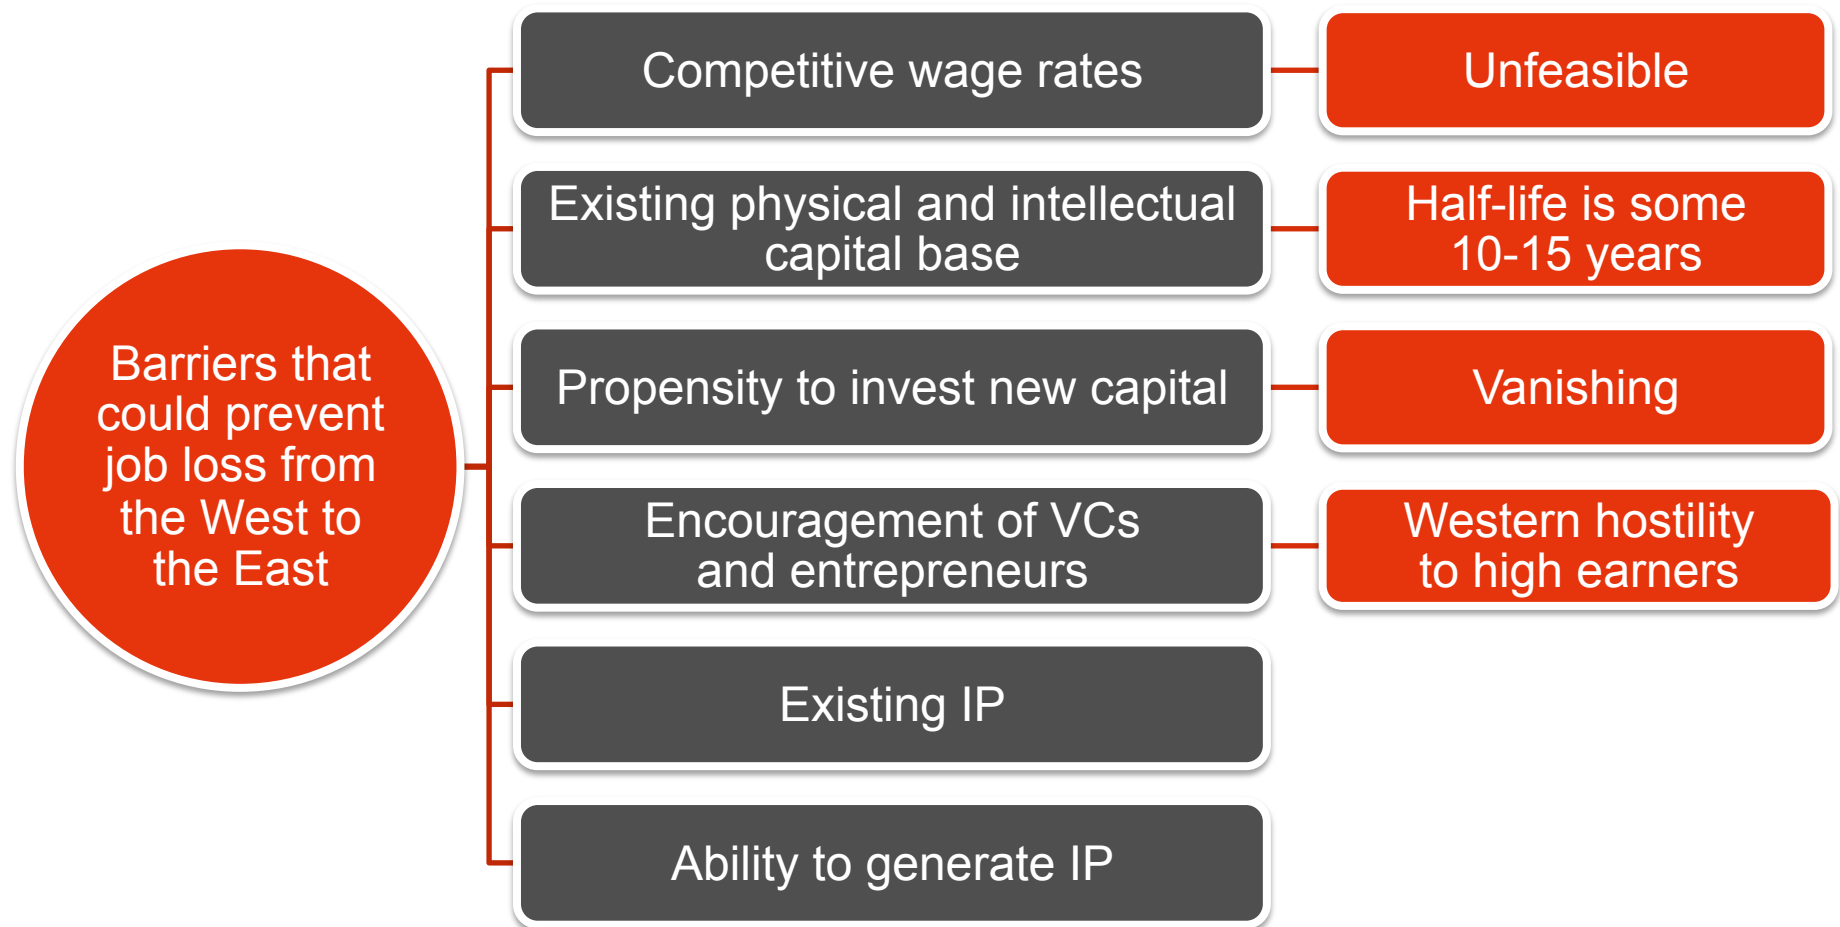 Barriers that
could prevent
job loss from
the West to
the East
Competitive wage rates
Unfeasible
Existing physical and intellectual
capital base
Half-life is some
10-15 years
Propensity to invest new capital
Vanishing
Encouragement of VCs
and entrepreneurs
Western hostility
to high earners
Existing IP
Ability to generate IP